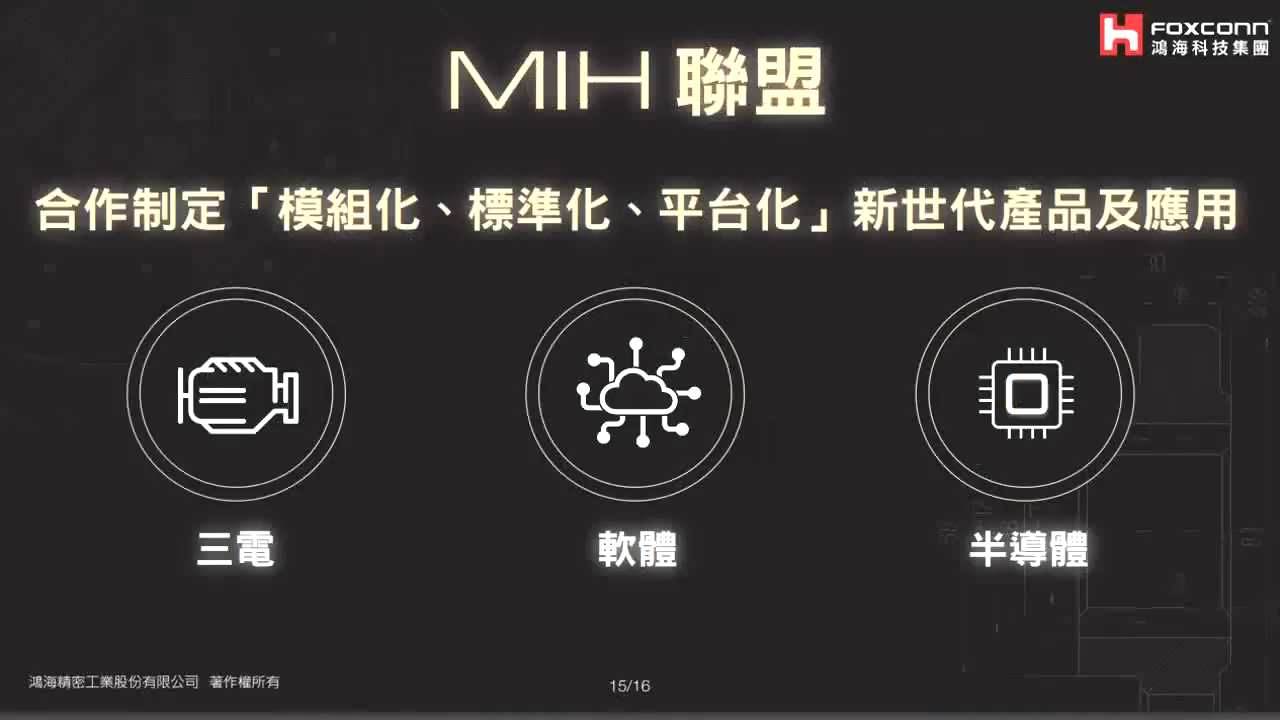 FOXCONN
鴻海科技集團
MIH 聯盟
合作制定「模組化、標準化、平台化」新世代產品及應用
三電
軟體
半導體
鴻海精密工業股份有限公司 著作權所有
15/16